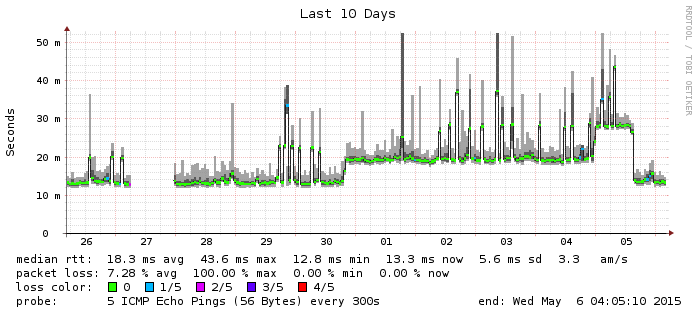 Last 10 Days
RRDTOOL / TOBI OETIKER
Seconds
50 m
40 m
30 m
20 m
10 m
0
26 27 28 29 30 01 02 03 04 05
median rtt: 18.3 ms avg 43.6 ms max 12.8 ms min 13.3 ms now 5.6 ms sd 3.3 am/s
packet loss: 7.28 % avg 100.00 % max 0.00 % min 0.00 % now
loss color: 0 1/5 2/5 3/5 4/5
probe: 5 ICMP Echo Pings (56 Bytes) every 300s end: Wed May 6 04:05:10 2015